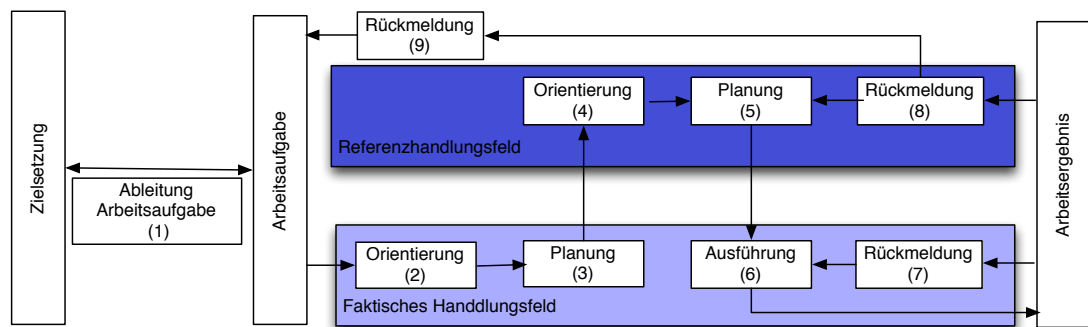 Zielsetzung
Ableitung
Arbeitsaufgabe
(1)
Arbeitsaufgabe
Rückmeldung
(9)
Orientierung
(4)
Planung
(5)
Rückmeldung
(8)
Referenzhandlungsfeld
Orientierung
(2)
Planung
(3)
Ausführung
(6)
Rückmeldung
(7)
Faktisches Handdlungsfeld
Arbeitsergebnis